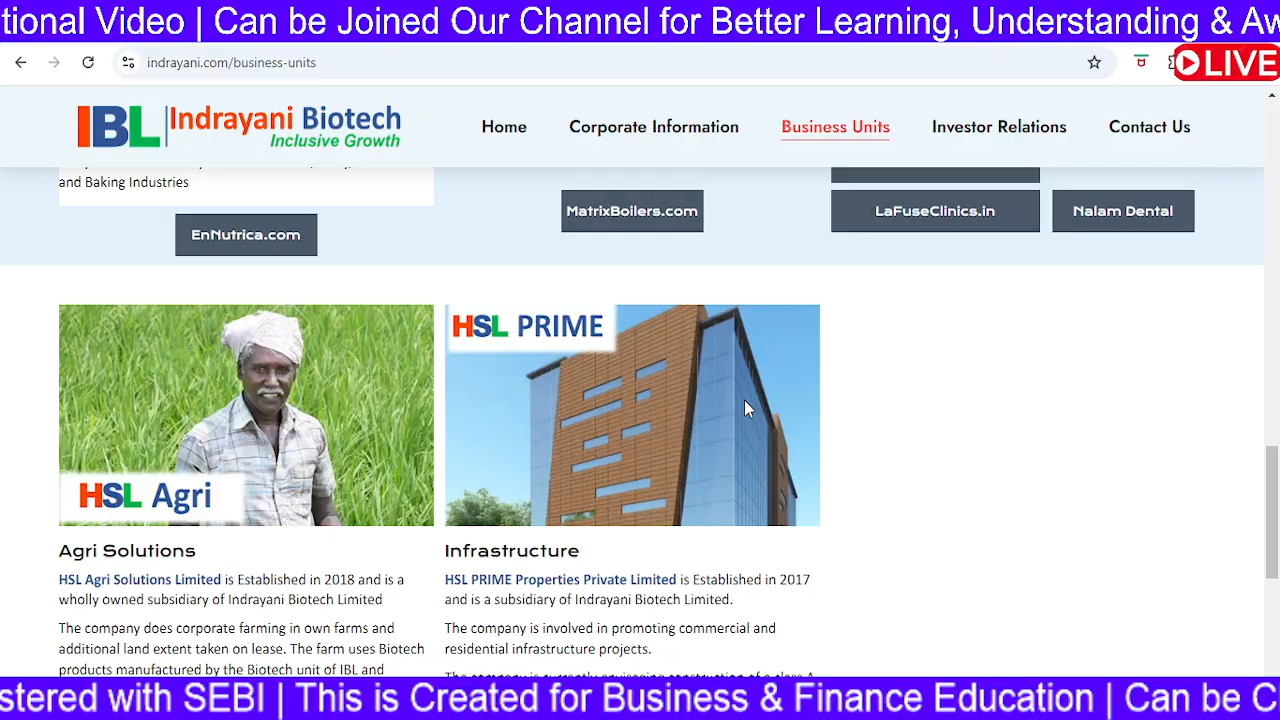 tional Video | Can be Joined Our Channel for Better Learning, Understanding & Aw
indrayani.com/business-units
LIVE
IBL Indrayani Biotech
Inclusive Growth
Home Corporate Information Business Units Investor Relations Contact Us
and Baking Industries
EnNutrica.com
MatrixBoilers.com
LaFuseClinics.in
Nalam Dental
HSL Agri
Agri Solutions
HSL Agri Solutions Limited is Established in 2018 and is a
wholly owned subsidiary of Indrayani Biotech Limited
The company does corporate farming in own farms and
additional land extent taken on lease. The farm uses Biotech
products manufactured by the Biotech unit of IBL and
HSL PRIME
Infrastructure
HSL PRIME Properties Private Limited is Established in 2017
and is a subsidiary of Indrayani Biotech Limited.
The company is involved in promoting commercial and
residential infrastructure projects.
stered with SEBI | This is Created for Business & Finance Education | Can be C